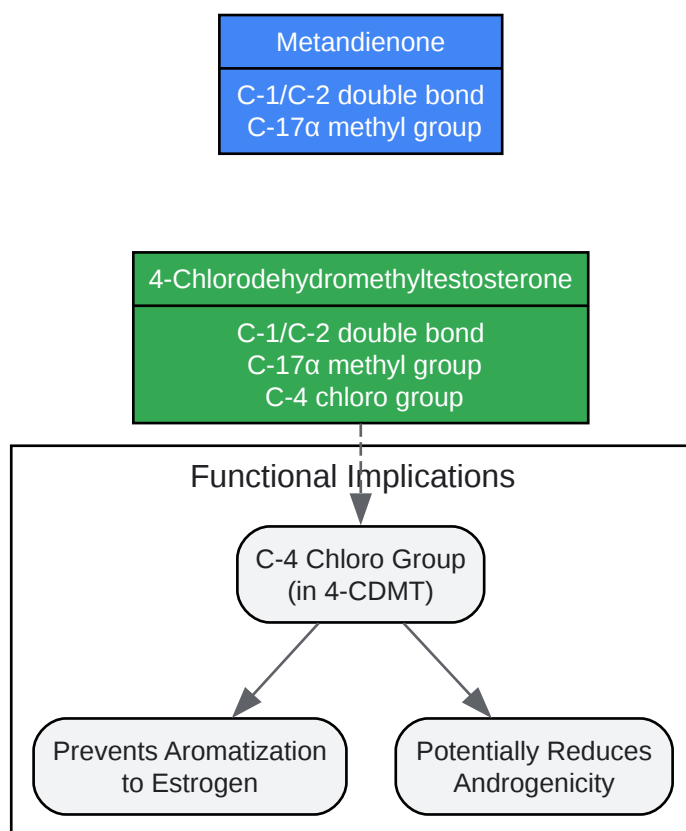 Metandienone
C-1/C-2 double bond
C-17α methyl group
4-Chlorodehydromethyltestosterone
C-1/C-2 double bond
C-17α methyl group
C-4 chloro group
Functional Implications
C-4 Chloro Group
(in 4-CDMT)
Prevents Aromatization
to Estrogen
Potentially Reduces
Androgenicity